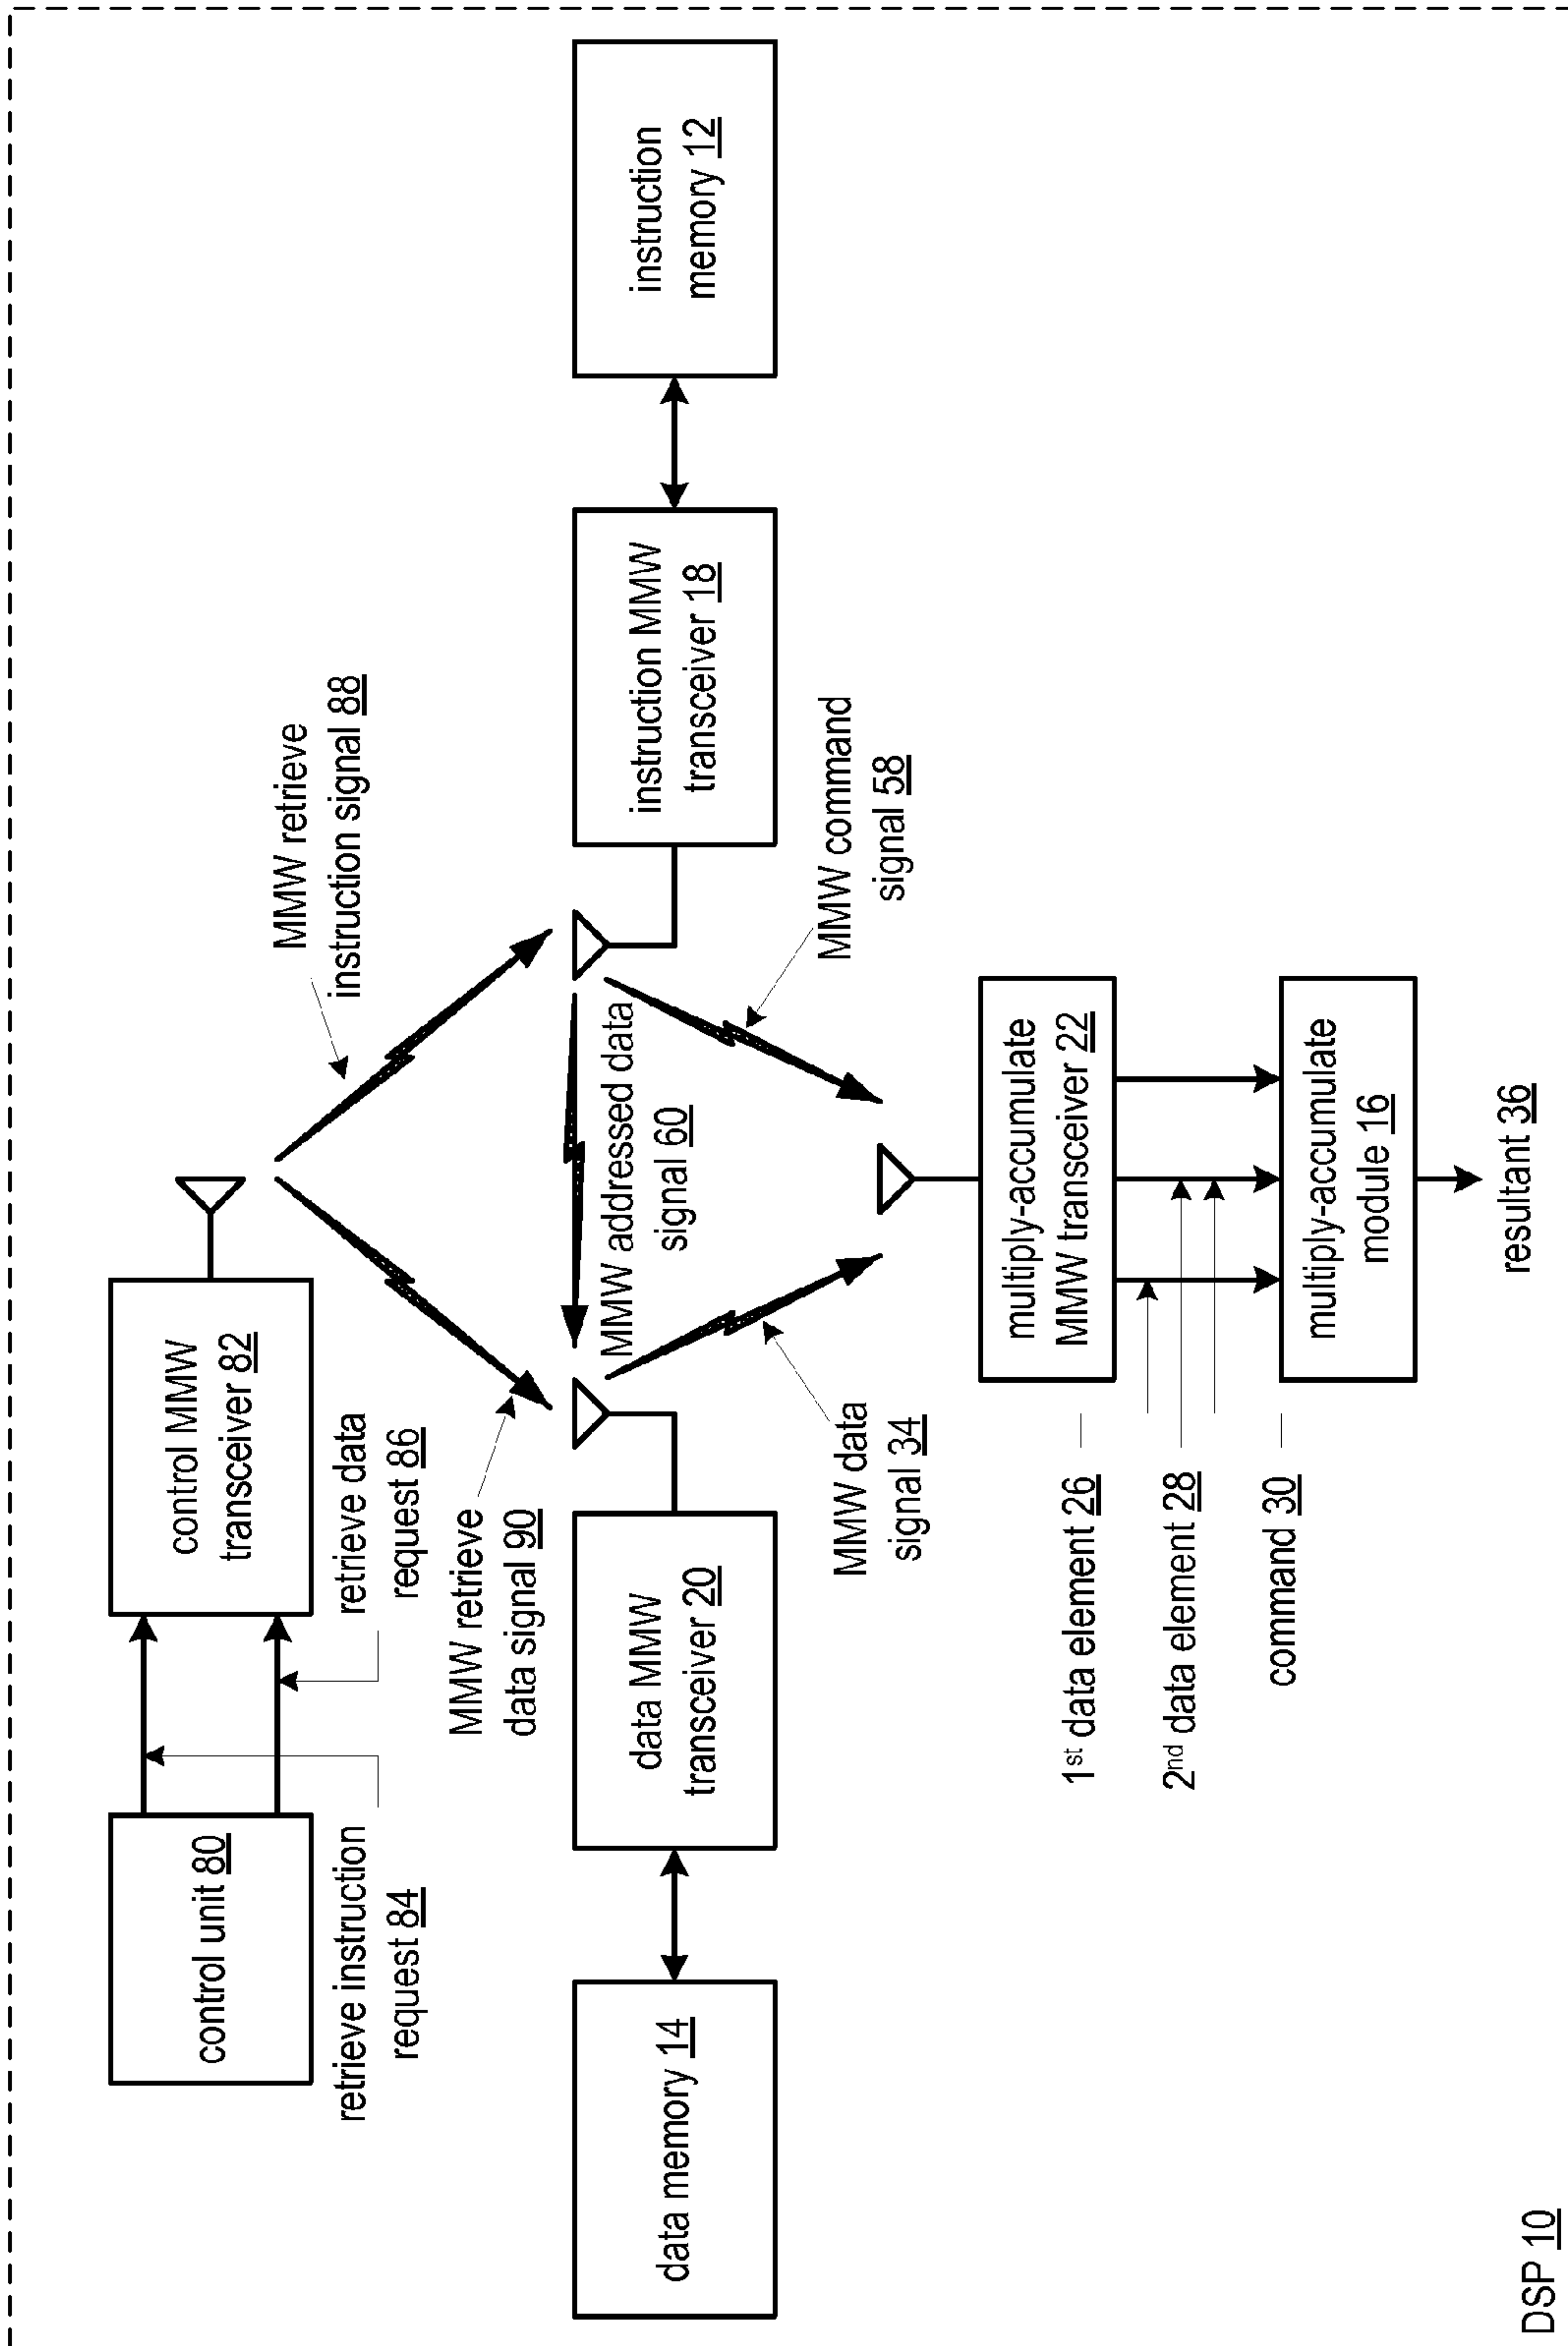 control unit 80
control MMW
transceiver 82
retrieve instruction
request 84
retrieve data
request 86
MMW retrieve
instruction signal 88
MMW retrieve
data signal 90
data memory 14
data MMW
transceiver 20
MMW addressed data
signal 60
instruction MMW
transceiver 18
instruction
memory 12
MMW data
signal 34
MMW command
signal 58
multiply-accumulate
MMW transceiver 22
1st data element 26
2nd data element 28
command 30
multiply-accumulate
module 16
resultant 36
DSP 10